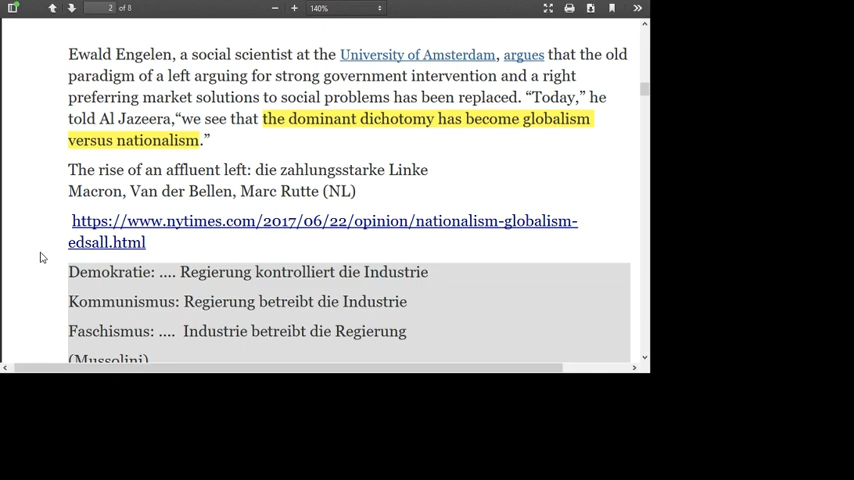 2 of 8
140%
Ewald Engelen, a social scientist at the University of Amsterdam, argues that the old
paradigm of a left arguing for strong government intervention and a right
preferring market solutions to social problems has been replaced. “Today,” he
told Al Jazeera,“we see that the dominant dichotomy has become globalism
versus nationalism.”
The rise of an affluent left: die zahlungsstarke Linke
Macron, Van der Bellen, Marc Rutte (NL)
https://www.nytimes.com/2017/06/22/opinion/nationalism-globalism-
edsall.html
Demokratie: .... Regierung kontrolliert die Industrie
Kommunismus: Regierung betreibt die Industrie
Faschismus: .... Industrie betreibt die Regierung
(Mussolini)